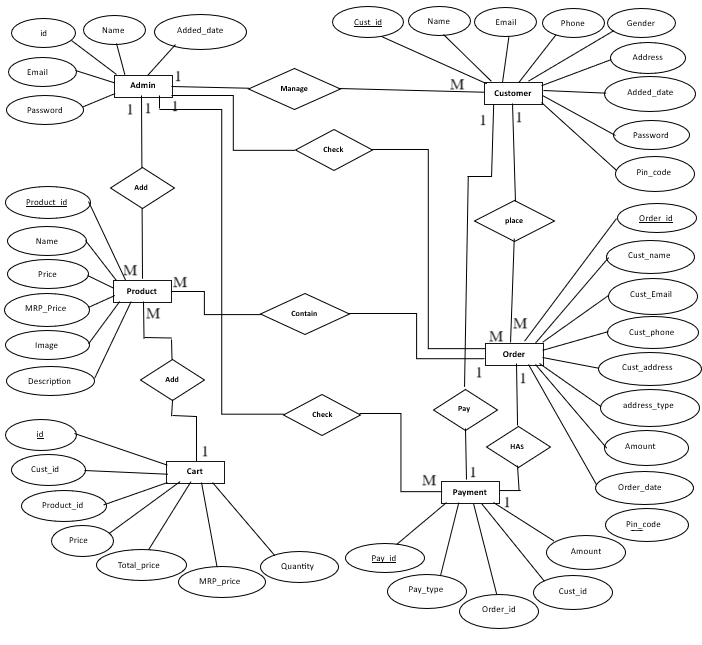 id
Name
Added_date
Email
Password
Admin
1
1
1
1
Manage
M
Cust_id
Name
Email
Phone
Gender
Address
Added_date
Password
Pin_code
Customer
1
1
Check
Add
place
Product_id
Name
Price
MRP_Price
Image
Description
M
Product
M
M
Contain
Order_id
Cust_name
Cust_Email
Cust_phone
Cust_address
address_type
Amount
Order_date
Pin_code
M
M
Order
1
1
Add
Check
Pay
HAs
id
Cust_id
Product_id
Price
Total_price
MRP_price
Quantity
1
Cart
M
1
Payment
1
Pay_id
Pay_type
Order_id
Cust_id
Amount